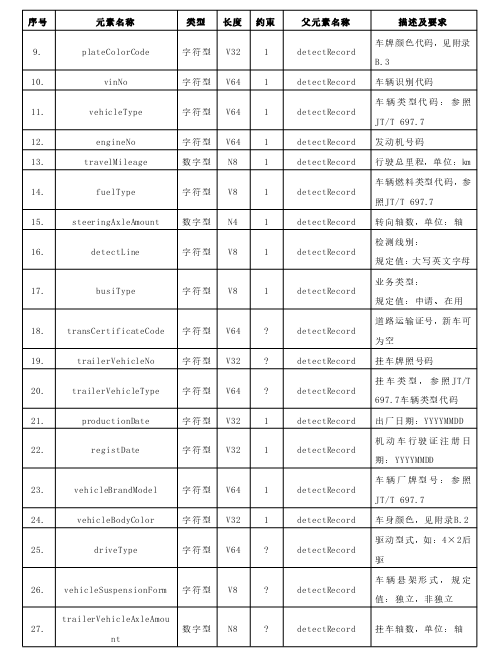 序号 元素名称 类型 长度 约束 父元素名称 描述及要求
9. plateColorCode 字符型 V32 1 detectRecord 车牌颜色代码，见附录
B.3
10. vinNo 字符型 V64 1 detectRecord 车辆识别代码
11. vehicleType 字符型 V64 1 detectRecord 车辆类型代码：参照
JT/T 697.7
12. engineNo 字符型 V64 1 detectRecord 发动机号码
13. travelMileage 数字型 N8 1 detectRecord 行驶总里程，单位：km
14. fuelType 字符型 V8 1 detectRecord 车辆燃料类型代码，参
照JT/T 697.7
15. steeringAxleAmount 数字型 N4 1 detectRecord 转向轴数，单位：轴
16. detectLine 字符型 V8 1 detectRecord 检测线别：
规定值：大写英文字母
17. busiType 字符型 V8 1 detectRecord 业务类型：
规定值：申请、在用
18. transCertificateCode 字符型 V64 ? detectRecord 道路运输证号，新车可
为空
19. trailerVehicleNo 字符型 V32 ? detectRecord 挂车牌照号码
20. trailerVehicleType 字符型 V64 ? detectRecord 挂车类型，参照JT/T
697.7车辆类型代码
21. productionDate 字符型 V32 1 detectRecord 出厂日期：YYYYMMDD
22. registDate 字符型 V32 1 detectRecord 机动车行驶证注册日
期：YYYYMMDD
23. vehicleBrandModel 字符型 V64 1 detectRecord 车辆厂牌型号：参照
JT/T 697.7
24. vehicleBodyColor 字符型 V32 1 detectRecord 车身颜色，见附录B.2
25. driveType 字符型 V64 ? detectRecord 驱动型式，如：4×2后
驱
26. vehicleSuspensionForm 字符型 V8 ? detectRecord 车辆悬架形式，规定
值：独立，非独立
27. trailerVehicleAxleAmou
nt 数字型 N8 ? detectRecord 挂车轴数，单位：轴